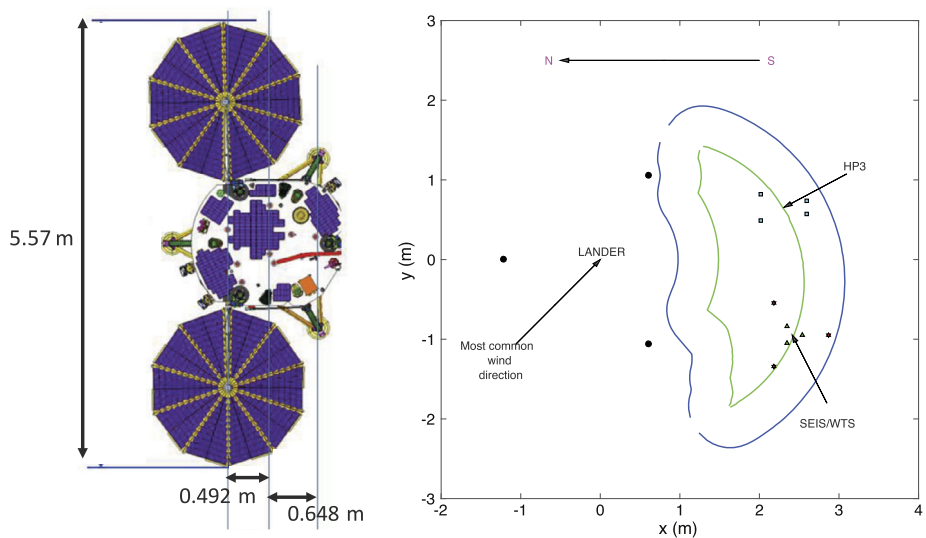 5.57 m
0.492 m
0.648 m
3
2
1
0
-1
-2
-3
y (m)
N
S
HP3
LANDER
Most common
wind
direction
SEIS/WTS
-2
-1
0
1
2
3
4
x (m)